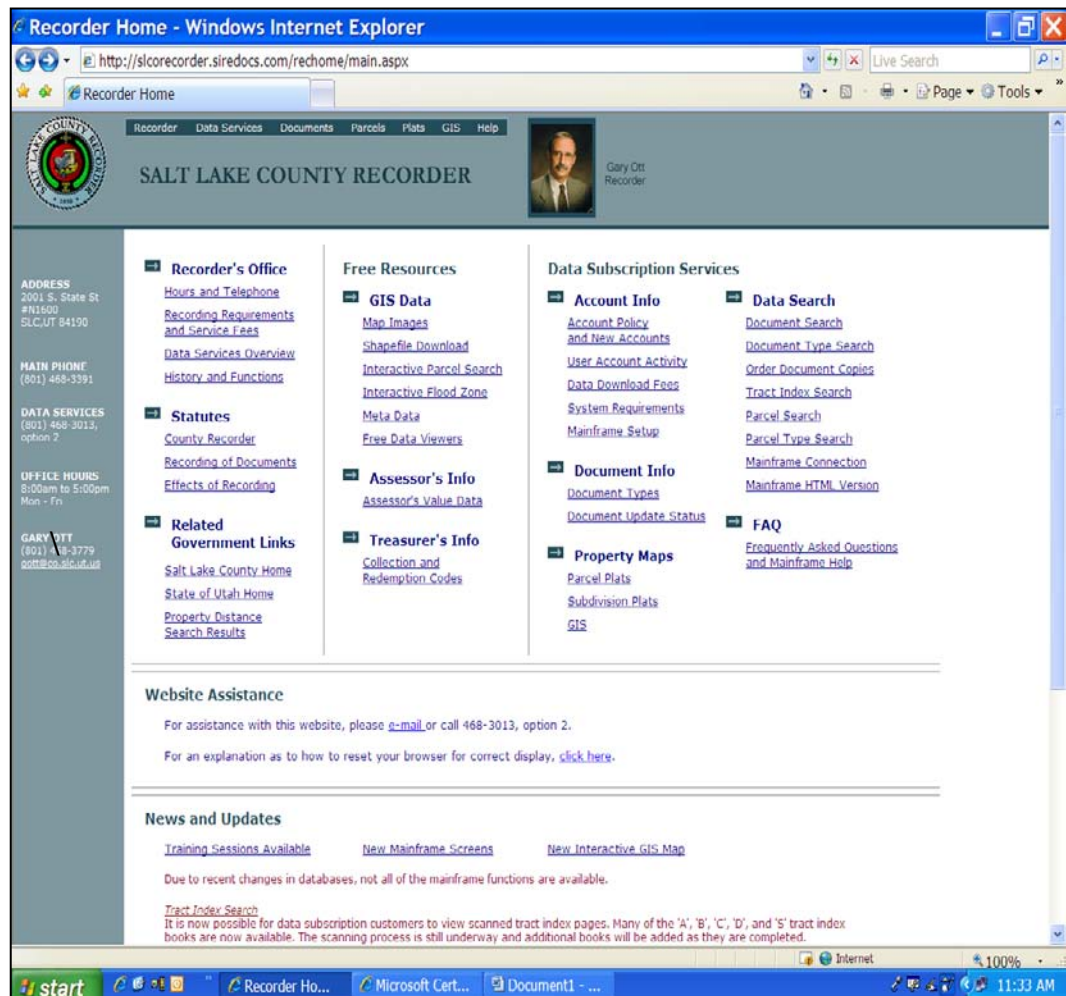 Recorder Home - Windows Internet Explorer
http://slcorecorder.siredocs.com/rechome/main.aspx
Live Search
Recorder Home
Page
Tools
Recorder Data Services Documents Parcels Plats GIS Help
SALT LAKE COUNTY RECORDER
Gary Ott
Recorder
SALT LAKE COUNTY RECORDER
ADDRESS
2001 S. State St
#N1600
SLC,UT 84190
MAIN PHONE
(801) 468-3391
DATA SERVICES
(801) 468-3013,
option 2
OFFICE HOURS
8:00am to 5:00pm
Mon - Fri
GARY OTT
(801) 468-3779
gott@co.slc.ut.us
Recorder's Office
Hours and Telephone
Recording Requirements
and Service Fees
Data Services Overview
History and Functions
Statutes
County Recorder
Recording of Documents
Effects of Recording
Related
Government Links
Salt Lake County Home
State of Utah Home
Property Distance
Search Results
Free Resources
GIS Data
Map Images
Shapefile Download
Interactive Parcel Search
Interactive Flood Zone
Meta Data
Free Data Viewers
Assessor's Info
Assessor's Value Data
Treasurer's Info
Collection and
Redemption Codes
Data Subscription Services
Account Info
Account Policy
and New Accounts
User Account Activity
Data Download Fees
System Requirements
Mainframe Setup
Document Info
Document Types
Document Update Status
Property Maps
Parcel Plats
Subdivision Plats
GIS
Data Search
Document Search
Document Type Search
Order Document Copies
Tract Index Search
Parcel Search
Parcel Type Search
Mainframe Connection
Mainframe HTML Version
FAQ
Frequently Asked Questions
and Mainframe Help
Website Assistance
For assistance with this website, please e-mail or call 468-3013, option 2.
For an explanation as to how to reset your browser for correct display, click here.
News and Updates
Training Sessions Available
New Mainframe Screens
New Interactive GIS Map
Due to recent changes in databases, not all of the mainframe functions are available.
Tract Index Search
It is now possible for data subscription customers to view scanned tract index pages. Many of the 'A', 'B', 'C', 'D', and 'S' tract index
books are now available. The scanning process is still underway and additional books will be added as they are completed.
Internet
100%
start
Recorder Ho...
Microsoft Cert...
Document1 - ...
11:33 AM